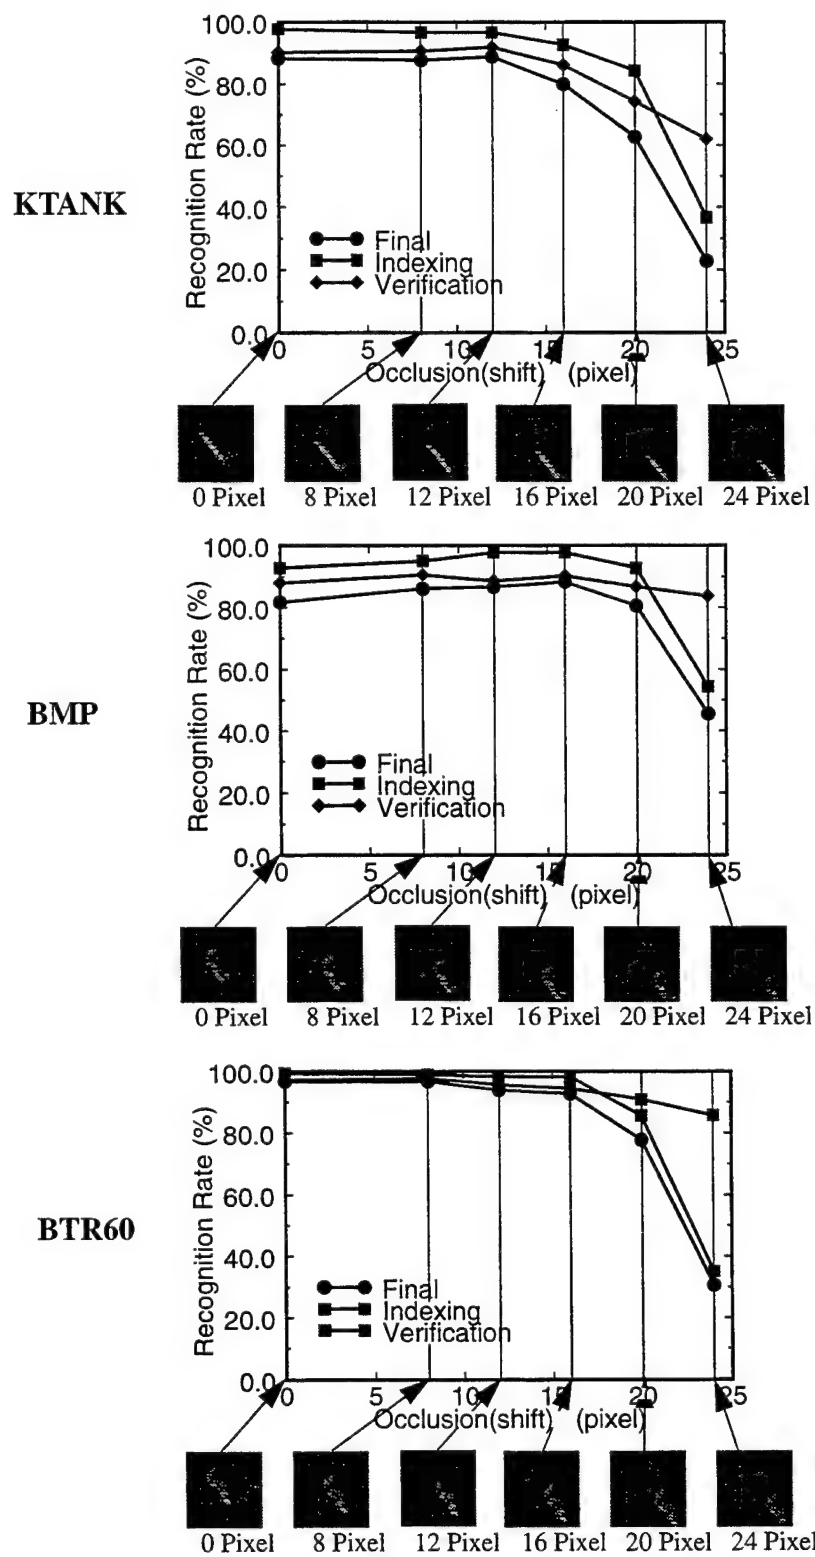 KTANK
Recognition Rate (%)
100.0
80.0
60.0
40.0
20.0
0.0
Final
Indexing
Verification
0 5 10 15 20 25
Occlusion(shift) (pixel)
0 Pixel 8 Pixel 12 Pixel 16 Pixel 20 Pixel 24 Pixel
BMP
Recognition Rate (%)
100.0
80.0
60.0
40.0
20.0
0.0
Final
Indexing
Verification
0 5 10 15 20 25
Occlusion(shift) (pixel)
0 Pixel 8 Pixel 12 Pixel 16 Pixel 20 Pixel 24 Pixel
BTR60
Recognition Rate (%)
100.0
80.0
60.0
40.0
20.0
0.0
Final
Indexing
Verification
0 5 10 15 20 25
Occlusion(shift) (pixel)
0 Pixel 8 Pixel 12 Pixel 16 Pixel 20 Pixel 24 Pixel